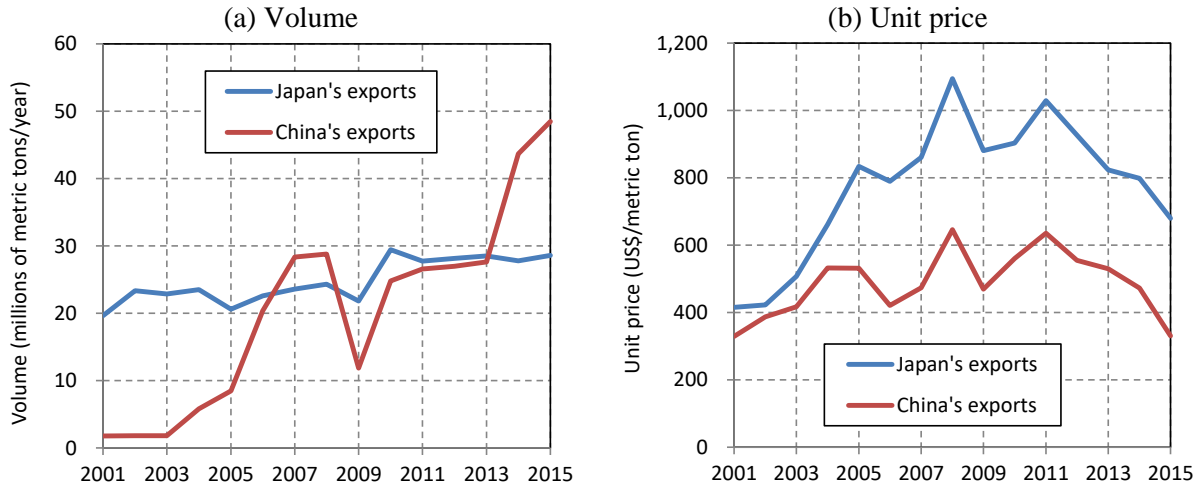 (a) Volume
Volume (millions of metric tons/year)
60
50
40
30
20
10
0
Japan's exports
China's exports
2001 2003 2005 2007 2009 2011 2013 2015
(b) Unit price
Unit price (US$/metric ton)
1,200
1,000
800
600
400
200
0
Japan's exports
China's exports
2001 2003 2005 2007 2009 2011 2013 2015